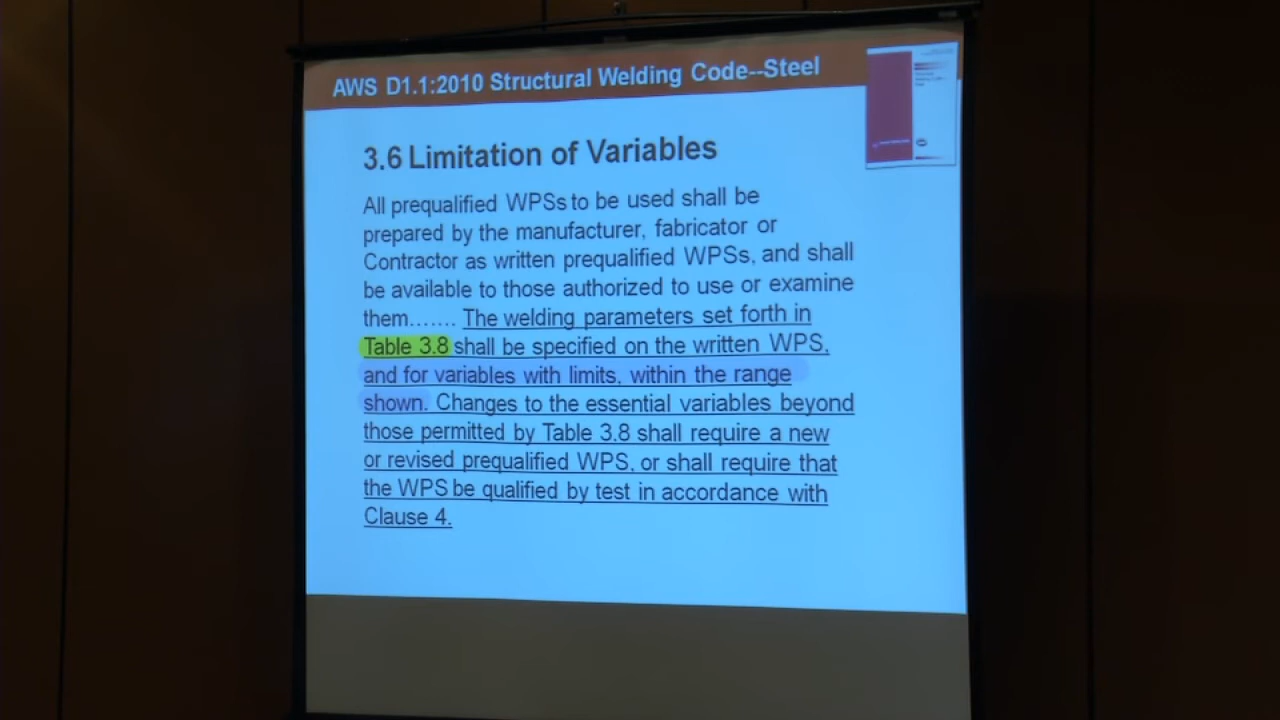 AWS D1.1:2010 Structural Welding Code--Steel
3.6 Limitation of Variables
All prequalified WPSs to be used shall be
prepared by the manufacturer, fabricator or
Contractor as written prequalified WPSs, and shall
be available to those authorized to use or examine
them....... The welding parameters set forth in
Table 3.8 shall be specified on the written WPS,
and for variables with limits, within the range
shown. Changes to the essential variables beyond
those permitted by Table 3.8 shall require a new
or revised prequalified WPS, or shall require that
the WPS be qualified by test in accordance with
Clause 4.